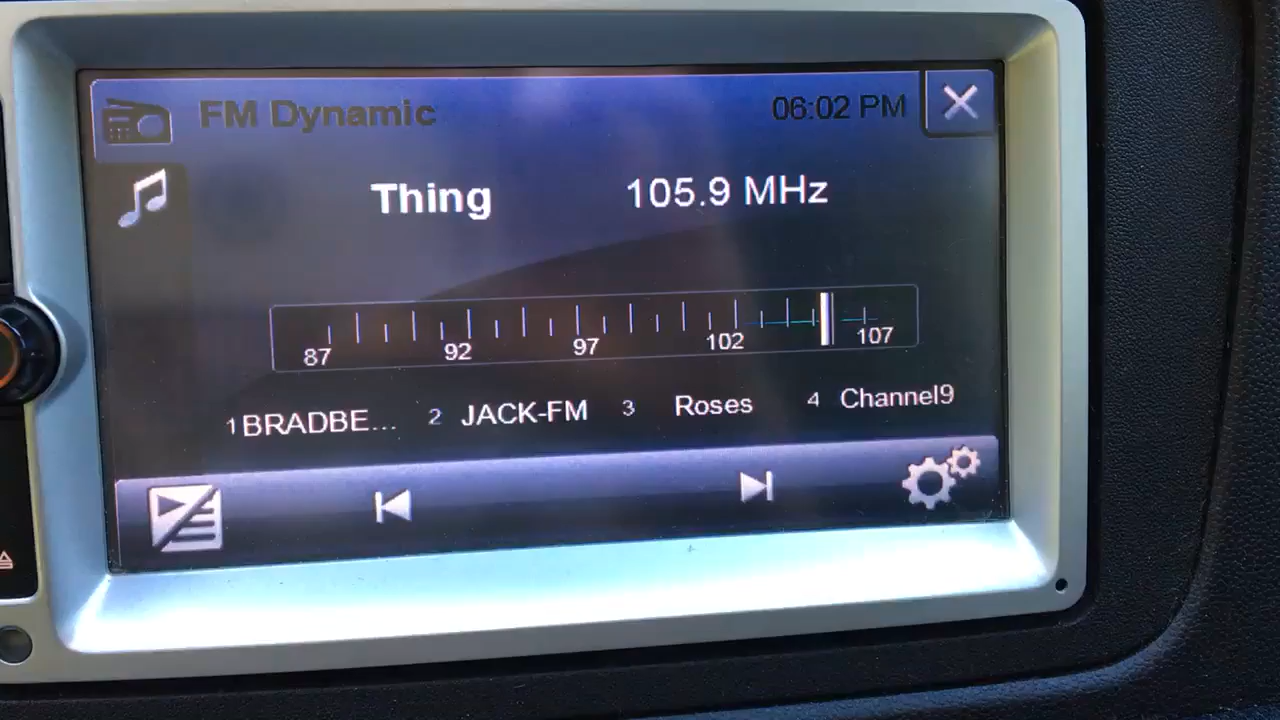 FM Dynamic 06:02 PM
Thing 105.9 MHz
87 92 97 102 107
1 BRADBE... 2 JACK-FM 3 Roses 4 Channel9